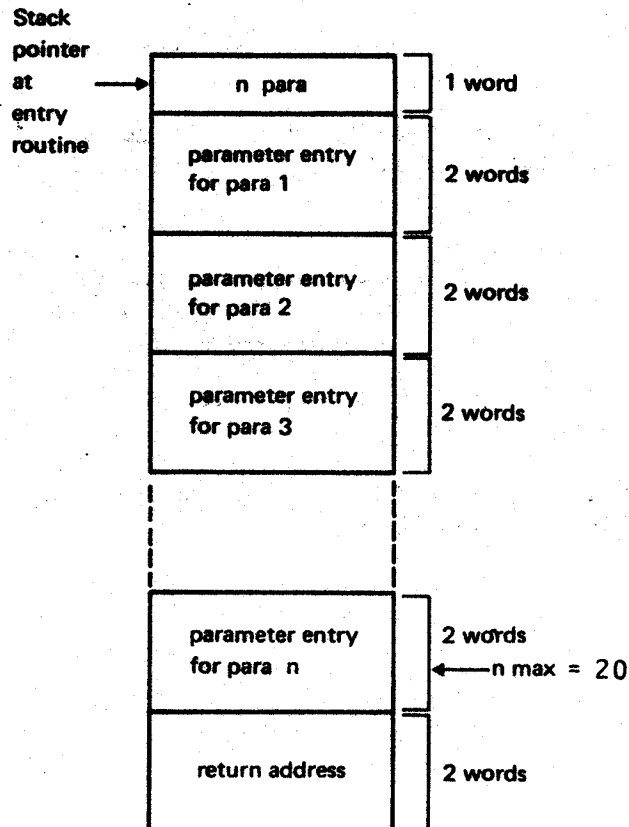 Stack
pointer
at
entry
routine
n para
1 word
parameter entry
for para 1
2 words
parameter entry
for para 2
2 words
parameter entry
for para 3
2 words
parameter entry
for para n
2 words
n max = 20
return address
2 words